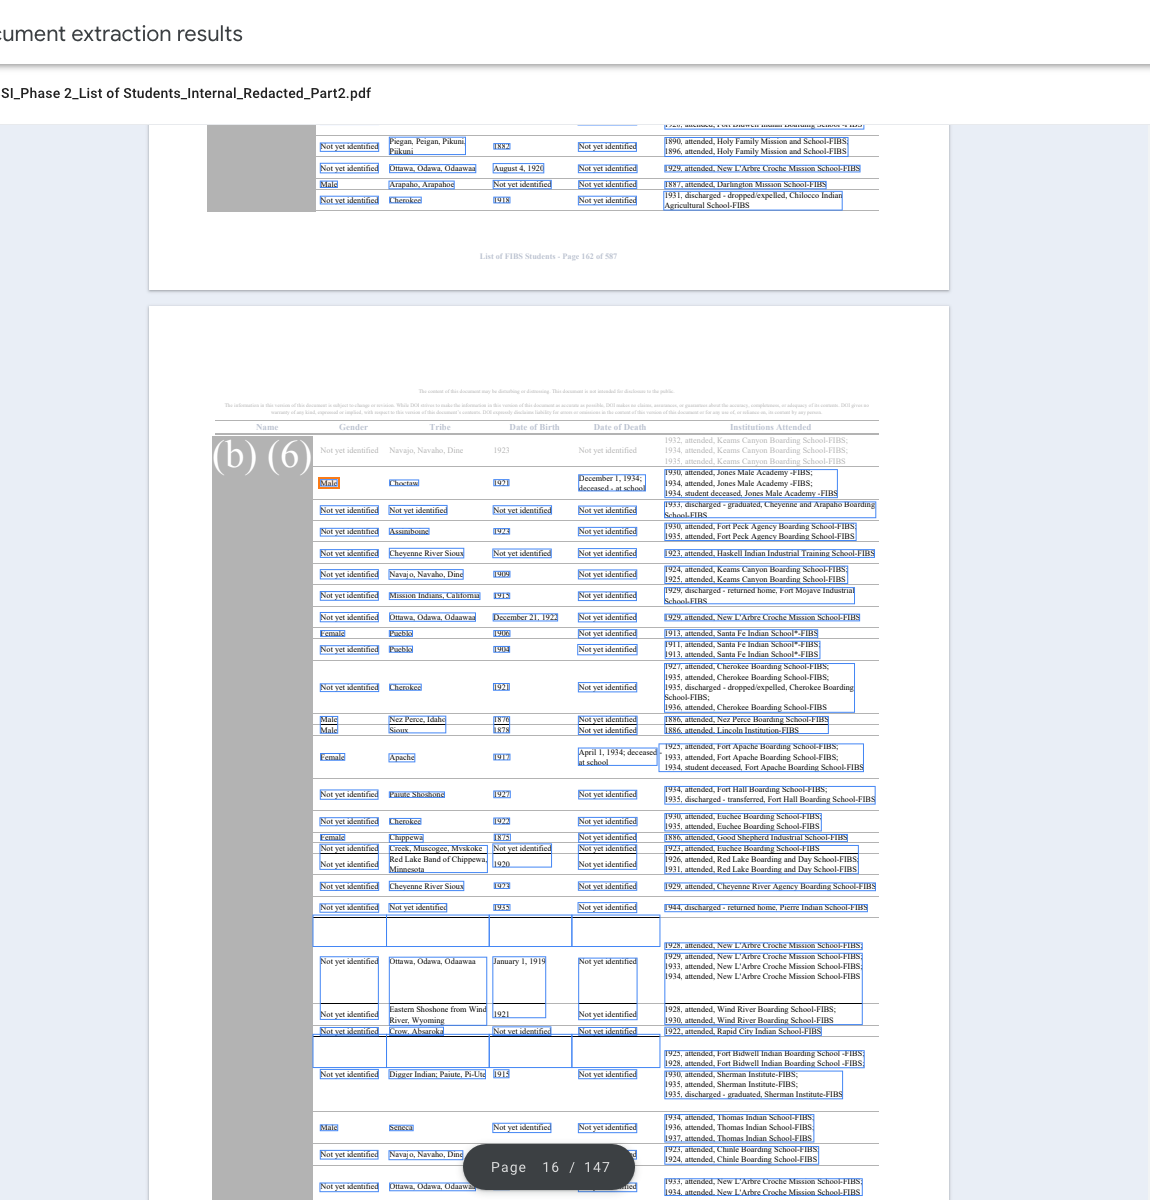 cument extraction results
SI_Phase 2_List of Students_Internal_Redacted_Part2.pdf
1928, attended, Fort Bidwell Indian Boarding School -FIBS;
Not yet identified Piegan, Peigan, Pikuni, Piikuni 1882 Not yet identified 1890, attended, Holy Family Mission and School-FIBS;
1896, attended, Holy Family Mission and School-FIBS
Not yet identified Ottawa, Odawa, Odaawaa August 4, 1920 Not yet identified 1929, attended, New L'Arbre Croche Mission School-FIBS
Male Arapaho, Arapahoe Not yet identified Not yet identified 1887, attended, Darlington Mission School-FIBS
Not yet identified Cherokee 1918 Not yet identified 1931, discharged - dropped/expelled, Chilocco Indian
Agricultural School-FIBS
List of FIBS Students - Page 162 of 587
The content of this document may be disturbing or distressing. This document is not intended for disclosure to the public.
Name Gender Tribe Date of Birth Date of Death Institutions Attended
(b) (6)
Not yet identified Navajo, Navaho, Dine 1923 Not yet identified 1932, attended, Keams Canyon Boarding School-FIBS;
1934, attended, Keams Canyon Boarding School-FIBS;
1935, attended, Keams Canyon Boarding School-FIBS
Male Choctaw 1921 December 1, 1934; deceased - at school 1930, attended, Jones Male Academy -FIBS;
1934, attended, Jones Male Academy -FIBS;
1934, student deceased, Jones Male Academy -FIBS
Not yet identified Not yet identified Not yet identified Not yet identified 1933, discharged - graduated, Cheyenne and Arapaho Boarding
School-FIBS
Not yet identified Assiniboine 1923 Not yet identified 1930, attended, Fort Peck Agency Boarding School-FIBS;
1935, attended, Fort Peck Agency Boarding School-FIBS
Not yet identified Cheyenne River Sioux Not yet identified Not yet identified 1923, attended, Haskell Indian Industrial Training School-FIBS
Not yet identified Navajo, Navaho, Dine 1909 Not yet identified 1924, attended, Keams Canyon Boarding School-FIBS;
1925, attended, Keams Canyon Boarding School-FIBS
Not yet identified Mission Indians, California 1915 Not yet identified 1929, discharged - returned home, Fort Mojave Industrial
School-FIBS
Not yet identified Ottawa, Odawa, Odaawaa December 21, 1922 Not yet identified 1929, attended, New L'Arbre Croche Mission School-FIBS
Female Pueblo 1906 Not yet identified 1913, attended, Santa Fe Indian School*-FIBS
Not yet identified Pueblo 1904 Not yet identified 1911, attended, Santa Fe Indian School*-FIBS;
1913, attended, Santa Fe Indian School*-FIBS
Not yet identified Cherokee 1921 Not yet identified 1927, attended, Cherokee Boarding School-FIBS;
1935, attended, Cherokee Boarding School-FIBS;
1935, discharged - dropped/expelled, Cherokee Boarding
School-FIBS;
1936, attended, Cherokee Boarding School-FIBS
Male Nez Perce, Idaho 1876 Not yet identified 1886, attended, Nez Perce Boarding School-FIBS
Male Sioux 1878 Not yet identified 1886, attended, Lincoln Institution-FIBS
Female Apache 1917 April 1, 1934; deceased - at school 1925, attended, Fort Apache Boarding School-FIBS;
1933, attended, Fort Apache Boarding School-FIBS;
1934, student deceased, Fort Apache Boarding School-FIBS
Not yet identified Paiute Shoshone 1927 Not yet identified 1934, attended, Fort Hall Boarding School-FIBS;
1935, discharged - transferred, Fort Hall Boarding School-FIBS
Not yet identified Cherokee 1922 Not yet identified 1930, attended, Euchee Boarding School-FIBS;
1935, attended, Euchee Boarding School-FIBS
Female Chippewa 1875 Not yet identified 1886, attended, Good Shepherd Industrial School-FIBS
Not yet identified Creek, Muscogee, Mvskoke Not yet identified Not yet identified 1923, attended, Euchee Boarding School-FIBS
Not yet identified Red Lake Band of Chippewa, Minnesota 1920 Not yet identified 1926, attended, Red Lake Boarding and Day School-FIBS;
1931, attended, Red Lake Boarding and Day School-FIBS
Not yet identified Cheyenne River Sioux 1923 Not yet identified 1929, attended, Cheyenne River Agency Boarding School-FIBS
Not yet identified Not yet identified 1935 Not yet identified 1944, discharged - returned home, Pierre Indian School-FIBS
1928, attended, New L'Arbre Croche Mission School-FIBS;
Not yet identified Ottawa, Odawa, Odaawaa January 1, 1919 Not yet identified 1929, attended, New L'Arbre Croche Mission School-FIBS;
1933, attended, New L'Arbre Croche Mission School-FIBS;
1934, attended, New L'Arbre Croche Mission School-FIBS
Not yet identified Eastern Shoshone from Wind River, Wyoming 1921 Not yet identified 1928, attended, Wind River Boarding School-FIBS;
1930, attended, Wind River Boarding School-FIBS
Not yet identified Crow, Absaroka Not yet identified Not yet identified 1922, attended, Rapid City Indian School-FIBS
1925, attended, Fort Bidwell Indian Boarding School -FIBS;
1928, attended, Fort Bidwell Indian Boarding School -FIBS;
Not yet identified Digger Indian; Paiute, Pi-Ute 1915 Not yet identified 1930, attended, Sherman Institute-FIBS;
1935, attended, Sherman Institute-FIBS;
1935, discharged - graduated, Sherman Institute-FIBS
Male Seneca Not yet identified Not yet identified 1934, attended, Thomas Indian School-FIBS;
1936, attended, Thomas Indian School-FIBS;
1937, attended, Thomas Indian School-FIBS
Not yet identified Navajo, Navaho, Dine 1923, attended, Chinle Boarding School-FIBS;
1924, attended, Chinle Boarding School-FIBS
Page 16 / 147
Not yet identified Ottawa, Odawa, Odaawaa Not yet identified 1933, attended, New L'Arbre Croche Mission School-FIBS;
1934, attended, New L'Arbre Croche Mission School-FIBS